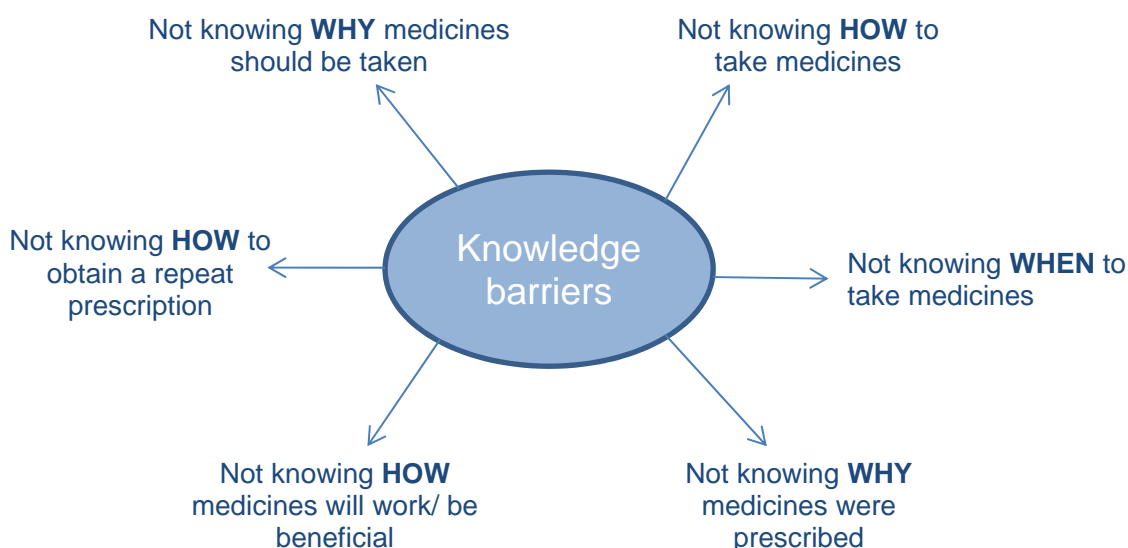 Not knowing WHY medicines
should be taken
Not knowing HOW to
take medicines
Knowledge
barriers
Not knowing HOW to
obtain a repeat
prescription
Not knowing WHEN to
take medicines
Not knowing HOW
medicines will work/ be
beneficial
Not knowing WHY
medicines were
prescribed